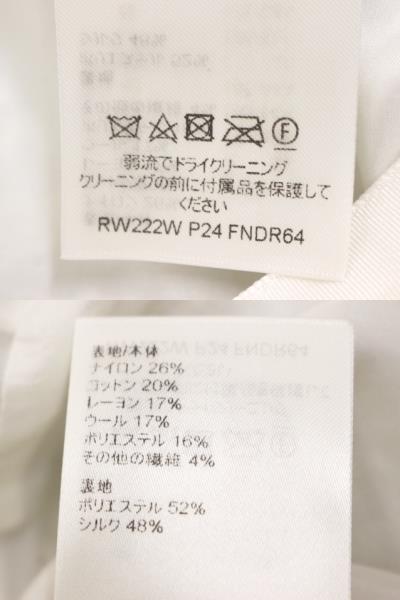 弱流でドライクリーニング
クリーニングの前に付属品を保護して
ください
RW222W P24 FNDR64
表地/本体
ナイロン 26%
コットン 20%
レーヨン 17%
ウール 17%
ポリエステル 16%
その他の繊維 4%
裏地
ポリエステル 52%
シルク 48%